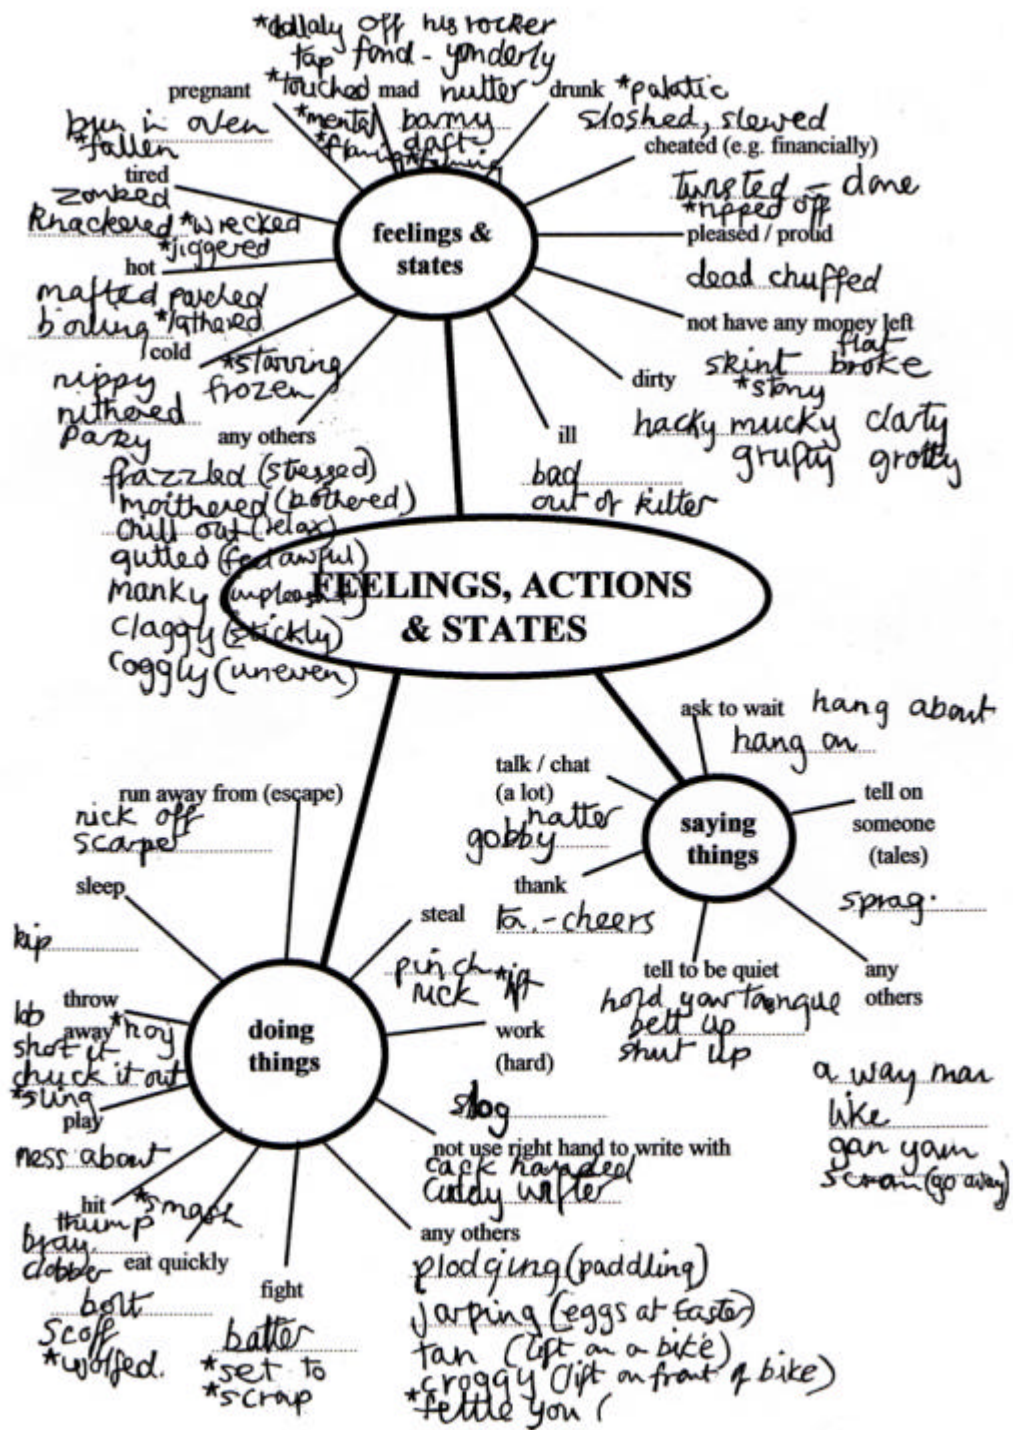 *dollaly off his rocker
tap fond - yonderly
pregnant *touched mad nutter drunk *palatic
bun in oven *mental barmy sloshed, slewed
*fallen daft cheated (e.g. financially)
tired
zonked twisted - done
knackered *wrecked *ripped off
*jiggered feelings & states pleased / proud
hot dead chuffed
mafted parched
boiling *lathered not have any money left
cold flat
nippy *starving skint broke
nithered frozen dirty *stony
parky hacky mucky clarty
any others ill grufty grotty
frazzled (stressed) bad
moithered (bothered) out of kilter
chill out (relax)
gutted (feel awful)
manky (unpleasant) FEELINGS, ACTIONS
claggy (stickly) & STATES
coggly (uneven)
ask to wait hang about
hang on
talk / chat
(a lot)
natter
gobby
saying
things
tell on
someone
(tales)
sprag.
thank
ta. - cheers
tell to be quiet
hold your toongue
belt up
shut up
any
others
a way man
like
gan yam
scram (go away)
run away from (escape)
nick off
scarper
sleep
kip
steal
pinch *lift
nick
throw
away *hoy
lob
shot it
chuck it out
*sling
doing
things
work
(hard)
slog
play
mess about
not use right hand to write with
cack handed
cuddy wifter
hit *smash
thump
bray
clobber
eat quickly
bolt
scoff
*wolfed.
fight
batter
*set to
*scrap
any others
plodging (paddling)
jarping (eggs at Easter)
tan (lift on a bike)
croggy (lift on front of bike)
*fettle you (